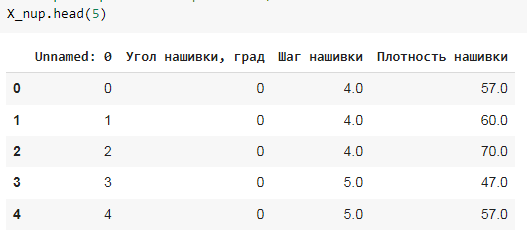 X_nup.head(5)
Unnamed: 0 Угол нашивки, град Шаг нашивки Плотность нашивки
0 0 0 4.0 57.0
1 1 0 4.0 60.0
2 2 0 4.0 70.0
3 3 0 5.0 47.0
4 4 0 5.0 57.0